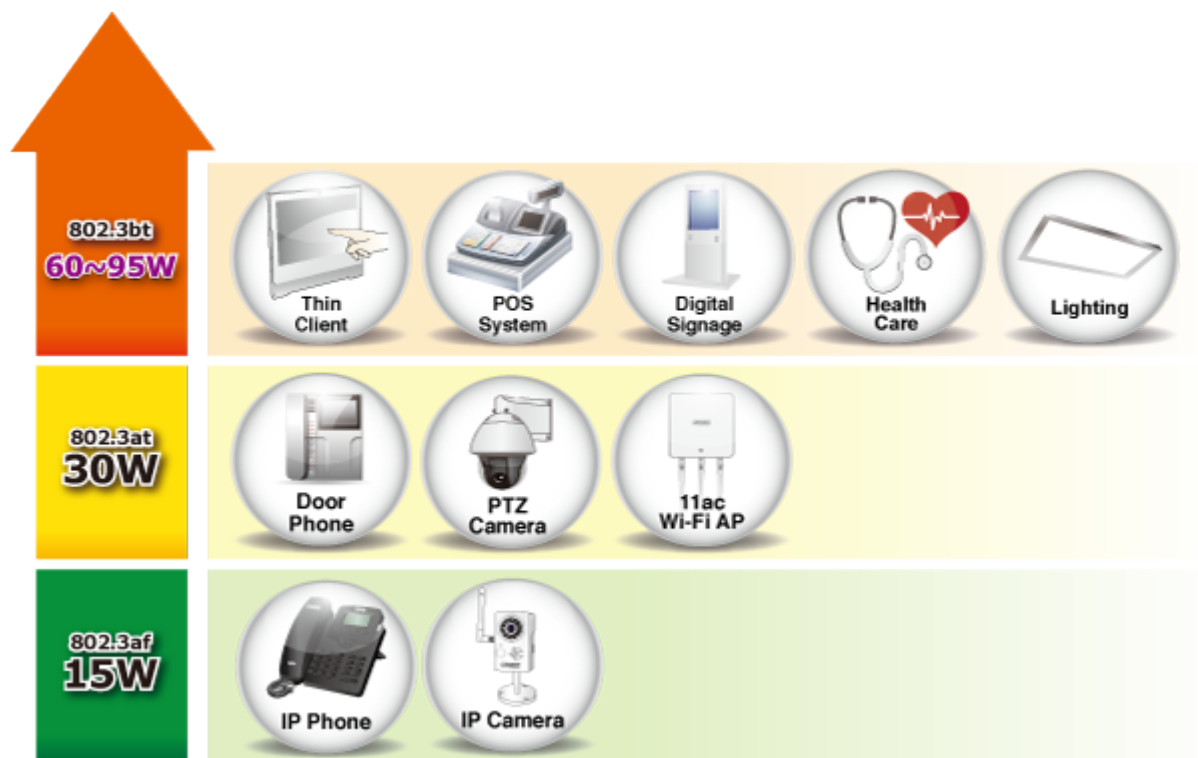 802.3bt
60~95W
Thin
Client
POS
System
Digital
Signage
Health
Care
Lighting
802.3at
30W
Door
Phone
PTZ
Camera
11ac
Wi-Fi AP
802.3af
15W
IP Phone
IP Camera